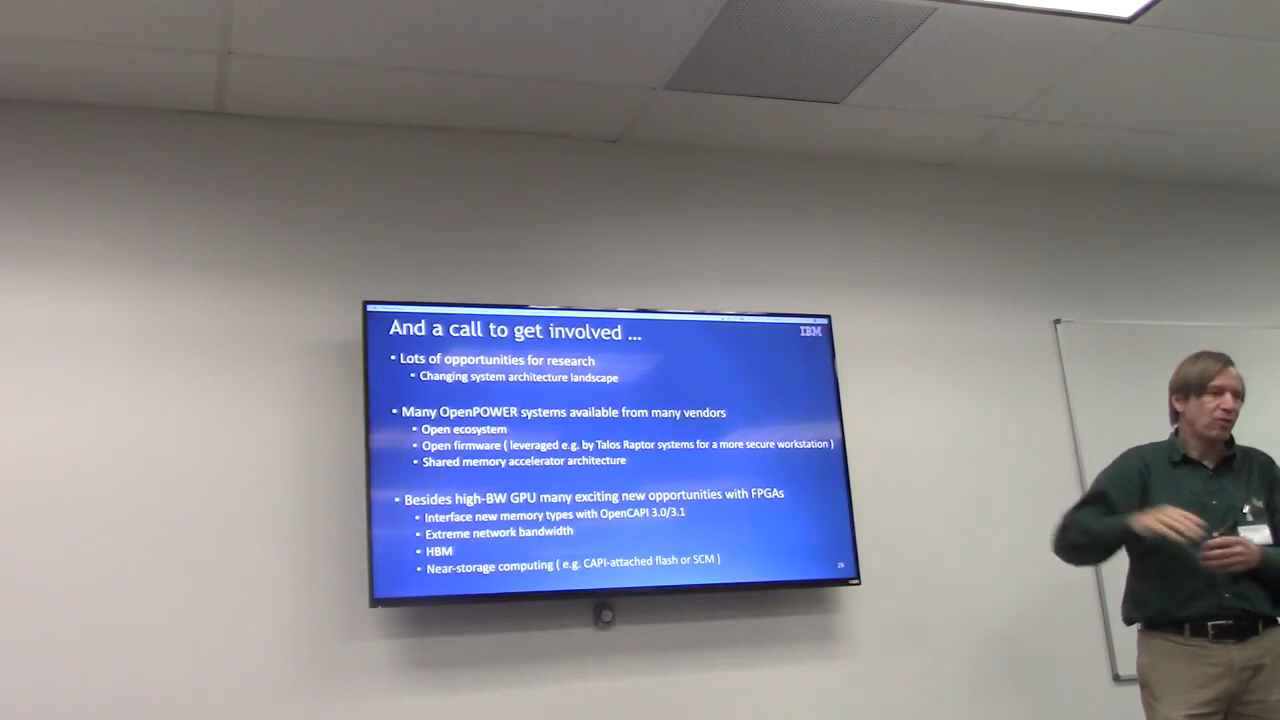 And a call to get involved ...
IBM
• Lots of opportunities for research
• Changing system architecture landscape
• Many OpenPOWER systems available from many vendors
• Open ecosystem
• Open firmware ( leveraged e.g. by Talos Raptor systems for a more secure workstation )
• Shared memory accelerator architecture
• Besides high-BW GPU many exciting new opportunities with FPGAs
• Interface new memory types with OpenCAPI 3.0/3.1
• Extreme network bandwidth
• HBM
• Near-storage computing ( e.g. CAPI-attached flash or SCM )
29